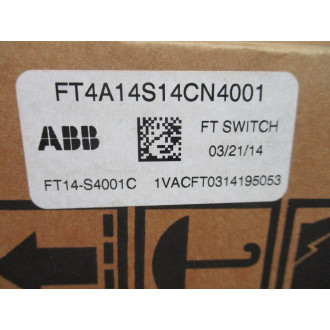 FT4A14S14CN4001
ABB
FT SWITCH
03/21/14
FT14-S4001C 1VACFT0314195053